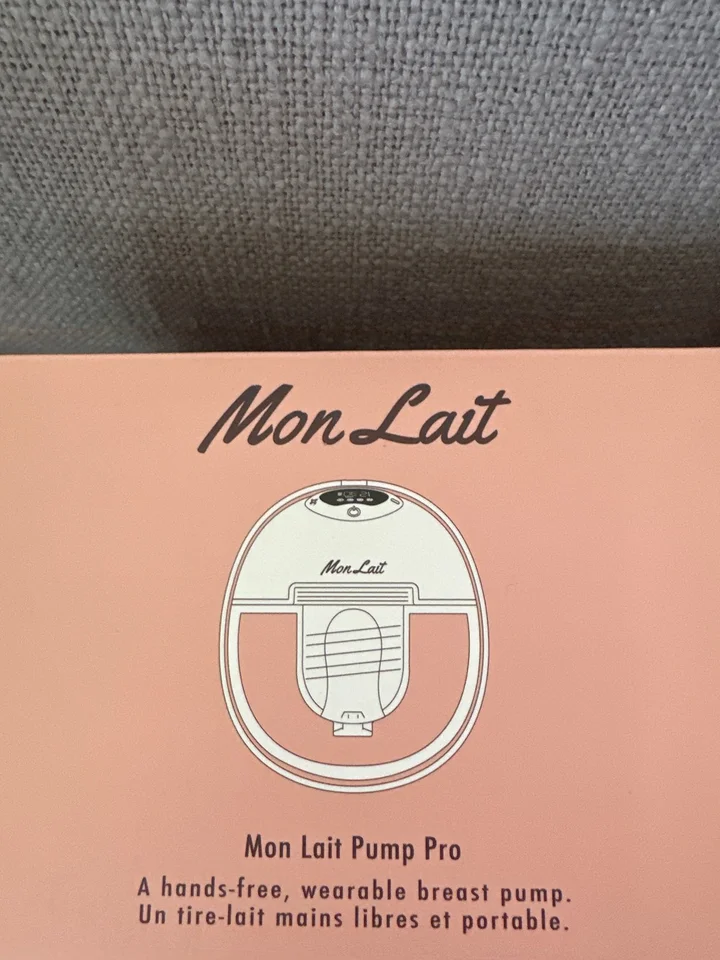 Mon Lait
Mon Lait
Mon Lait Pump Pro
A hands-free, wearable breast pump.
Un tire-lait mains libres et portable.